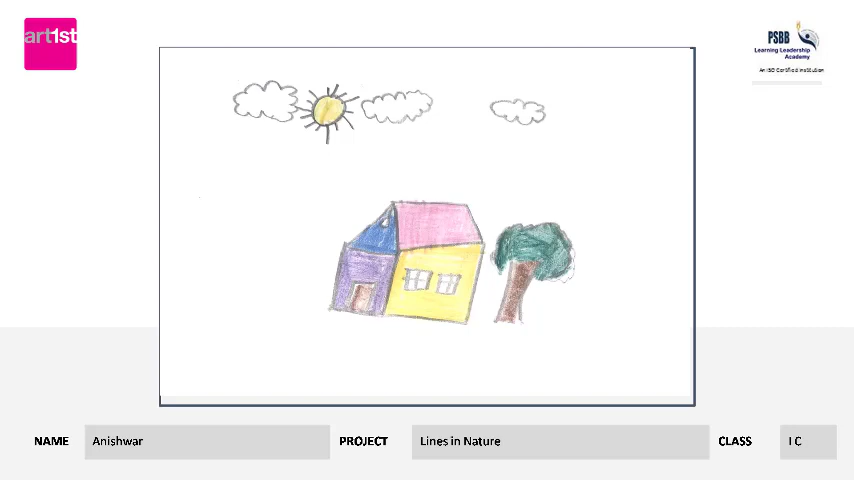 art1st
PSBB
Learning Leadership
Academy
An ISO Certified Institution
NAME Anishwar PROJECT Lines in Nature CLASS I C